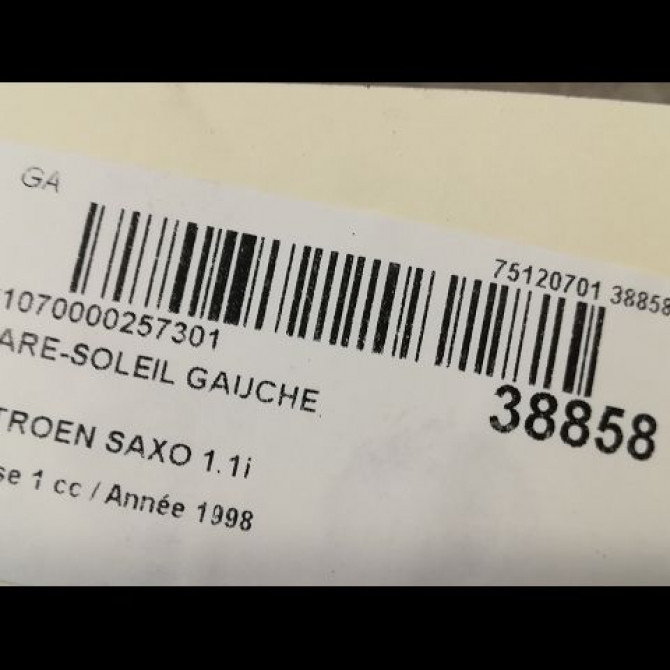 GA
75120701 38858
1070000257301
ARE-SOLEIL GAUCHE
38858
TROEN SAXO 1.1i
se 1 cc / Année 1998